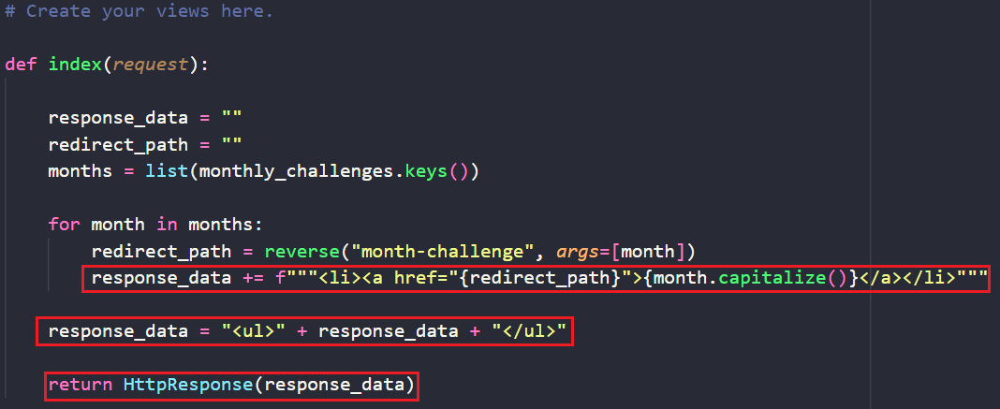 # Create your views here.
def index(request):
response_data = ""
redirect_path = ""
months = list(monthly_challenges.keys())
for month in months:
redirect_path = reverse("month-challenge", args=[month])
response_data += f"""<li><a href="{redirect_path}">{month.capitalize()}</a></li>"""
response_data = "<ul>" + response_data + "</ul>"
return HttpResponse(response_data)